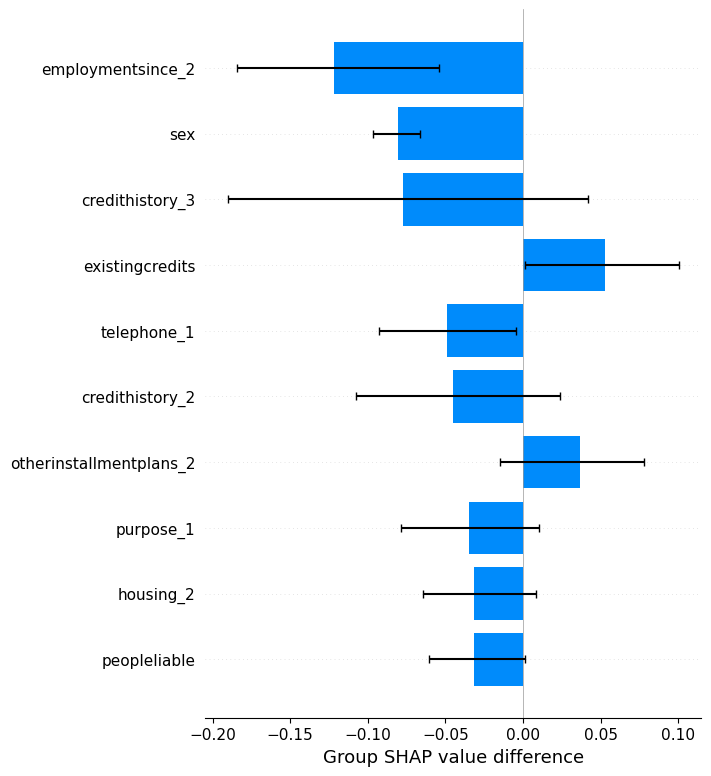 employmentsince_2
sex
credithistory_3
existingcredits
telephone_1
credithistory_2
otherinstallmentplans_2
purpose_1
housing_2
peopleliable
−0.20 −0.15 −0.10 −0.05 0.00 0.05 0.10
Group SHAP value difference